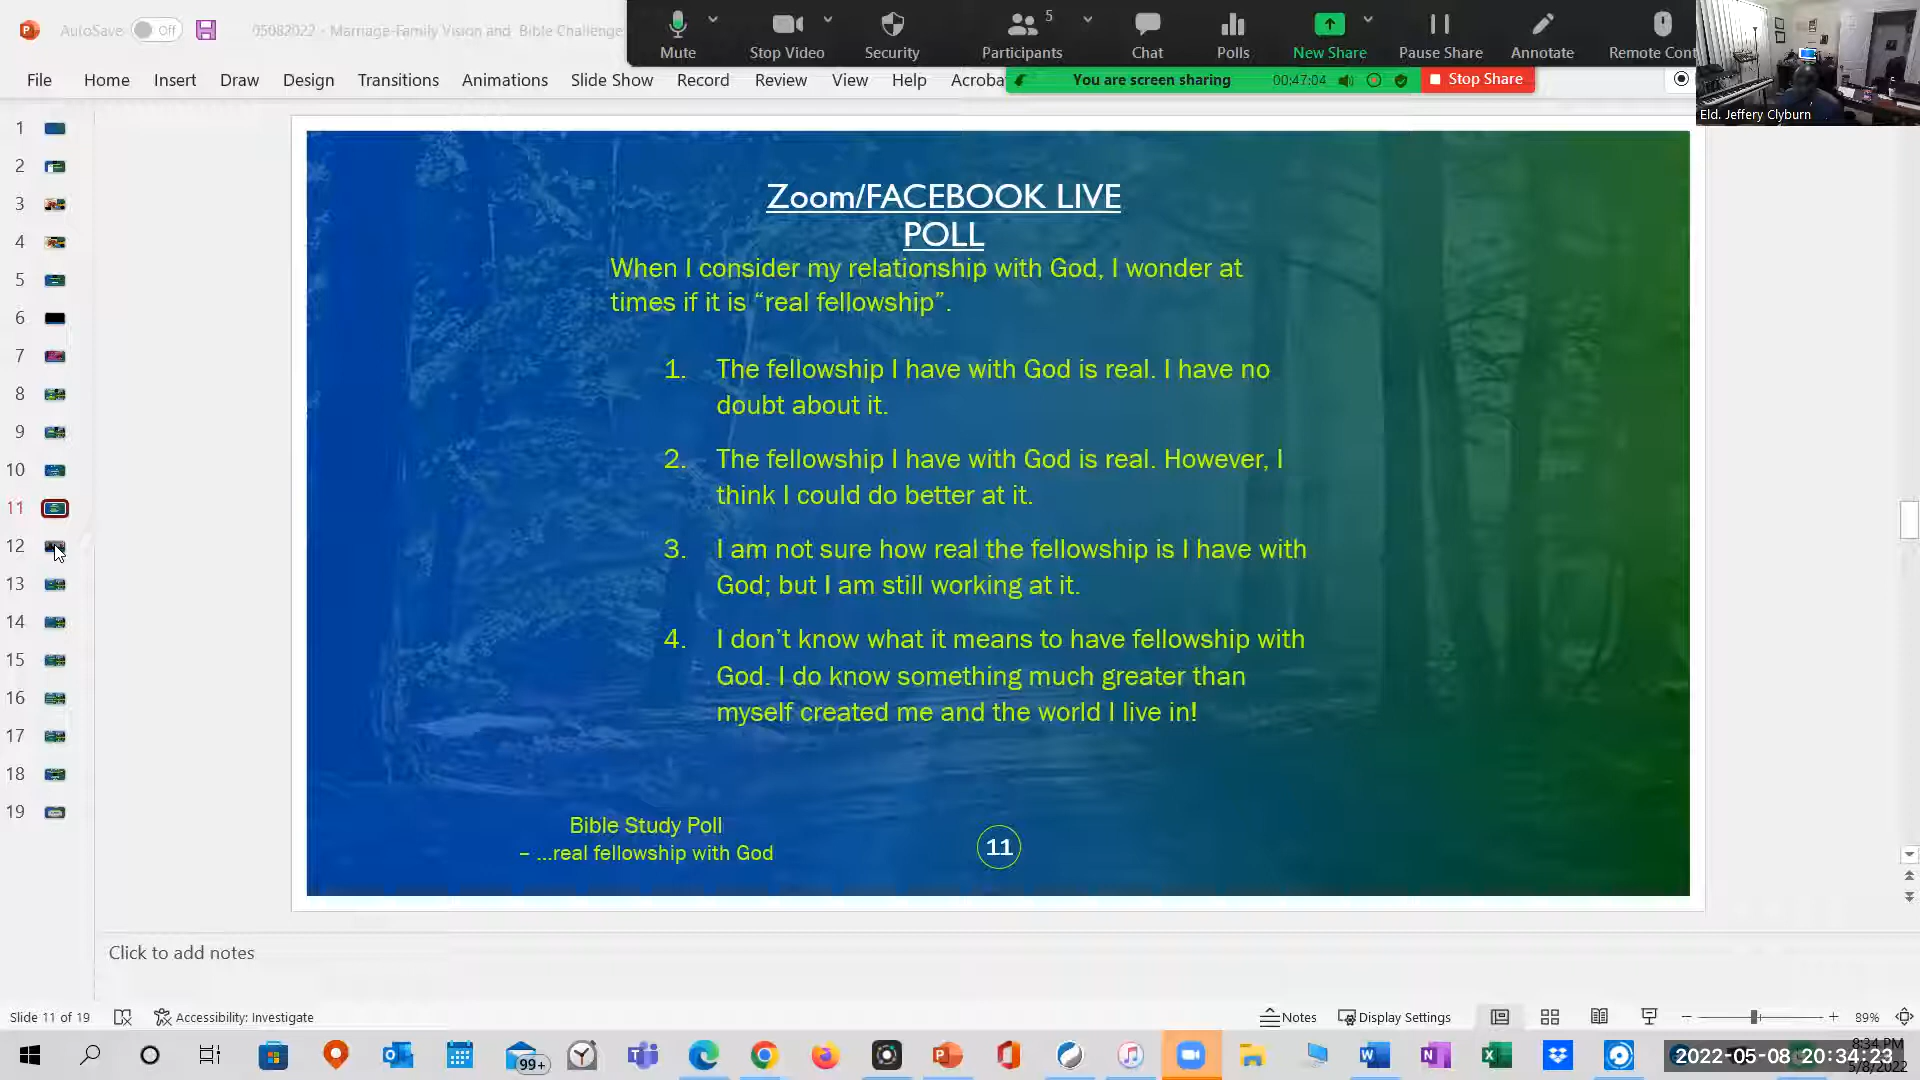 AutoSave Off 05082022 - Marriage-Family Vision and Bible Challenge
Mute Stop Video Security Participants 5 Chat Polls New Share Pause Share Annotate Remote Cont
File Home Insert Draw Design Transitions Animations Slide Show Record Review View Help Acroba
You are screen sharing 00:47:04 Stop Share
Eld. Jeffery Clyburn
1
2
3
4
5
6
7
8
9
10
11
12
13
14
15
16
17
18
19
Zoom/FACEBOOK LIVE
POLL
When I consider my relationship with God, I wonder at
times if it is “real fellowship”.
1. The fellowship I have with God is real. I have no
doubt about it.
2. The fellowship I have with God is real. However, I
think I could do better at it.
3. I am not sure how real the fellowship is I have with
God; but I am still working at it.
4. I don’t know what it means to have fellowship with
God. I do know something much greater than
myself created me and the world I live in!
Bible Study Poll
– ...real fellowship with God
11
Click to add notes
Slide 11 of 19 Accessibility: Investigate Notes Display Settings 89%
99+
8:34 PM
2022-05-08 20:34:23
5/8/2022